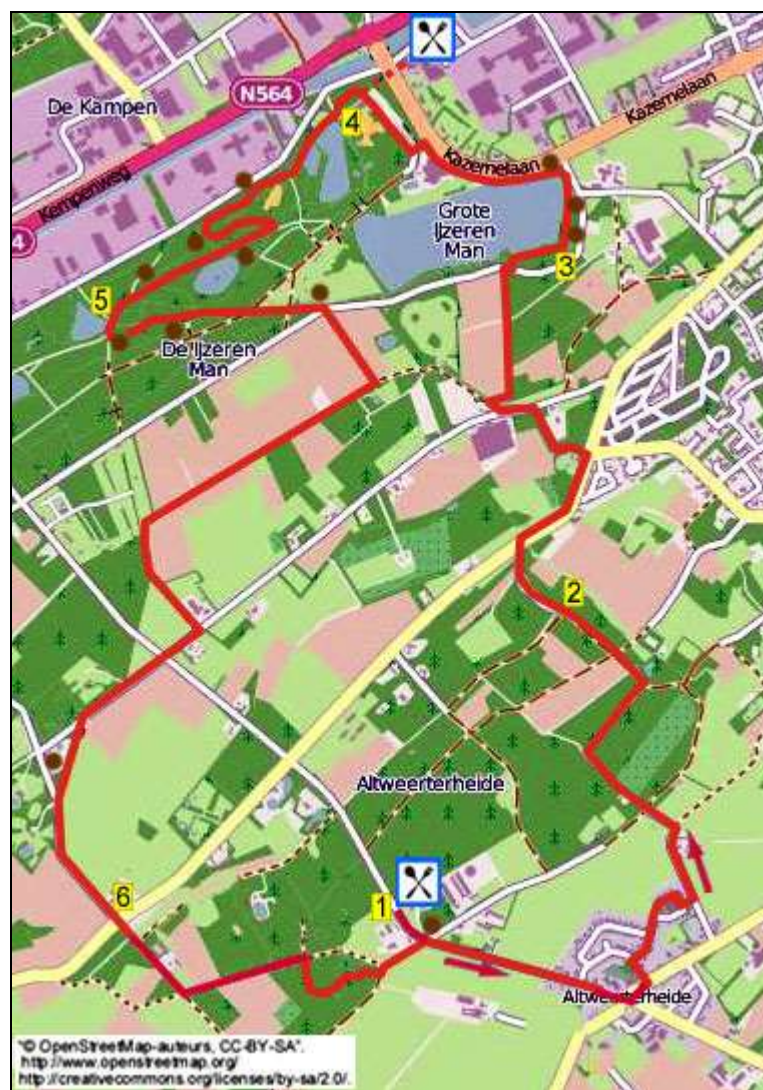 De Kampen
N564
4
Kazernelaan
Kempenweg
Kazernelaan
Grote
IJzeren
Man
4
3
5
De IJzeren
Man
2
Altweerterheide
6
1
Altweerterheide
"© OpenStreetMap-auteurs, CC-BY-SA".
http://www.openstreetmap.org/
http://creativecommons.org/licenses/by-sa/2.0/.